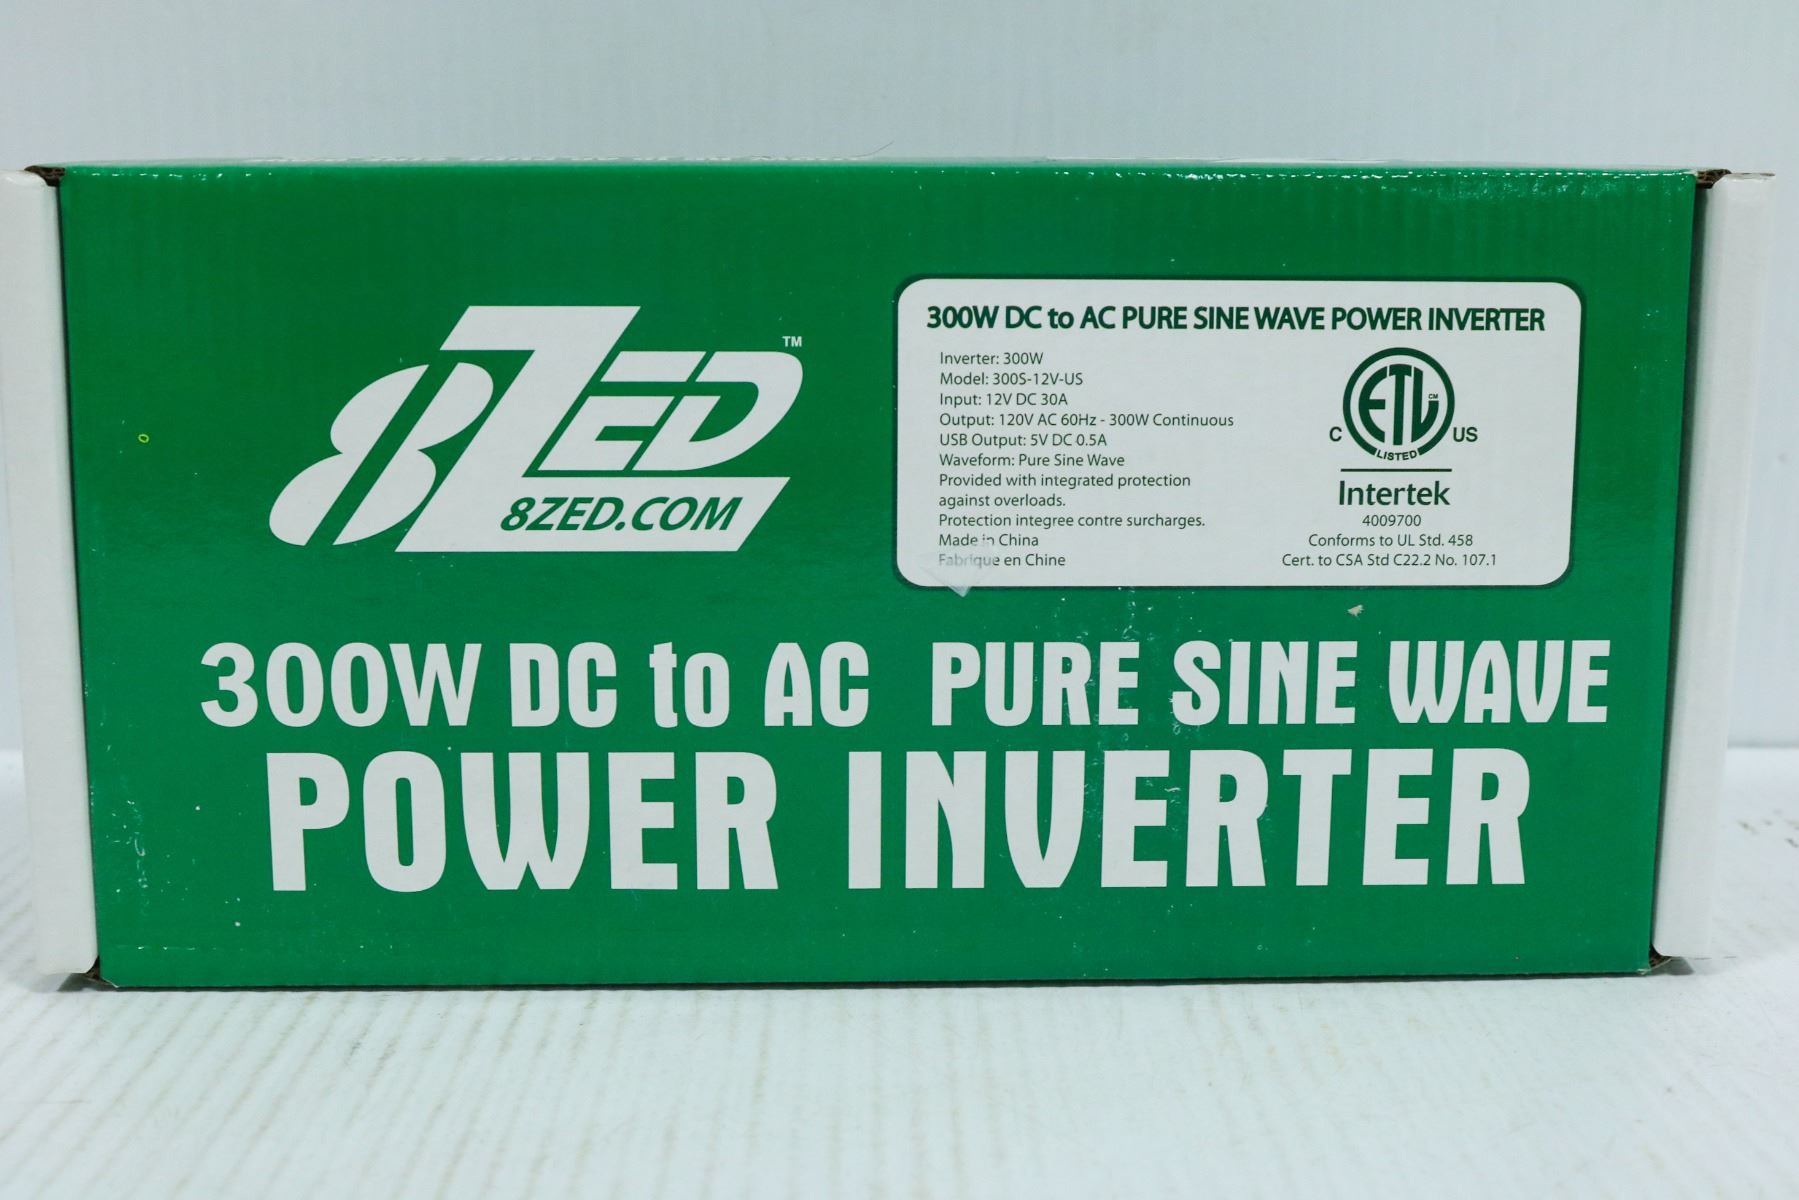 8ZED™
8ZED.COM
300W DC to AC PURE SINE WAVE POWER INVERTER
Inverter: 300W
Model: 300S-12V-US
Input: 12V DC 30A
Output: 120V AC 60Hz - 300W Continuous
USB Output: 5V DC 0.5A
Waveform: Pure Sine Wave
Provided with integrated protection
against overloads.
Protection integree contre surcharges.
Made in China
Fabrique en Chine
ETL CM
C US
LISTED
Intertek
4009700
Conforms to UL Std. 458
Cert. to CSA Std C22.2 No. 107.1
300W DC to AC PURE SINE WAVE
POWER INVERTER